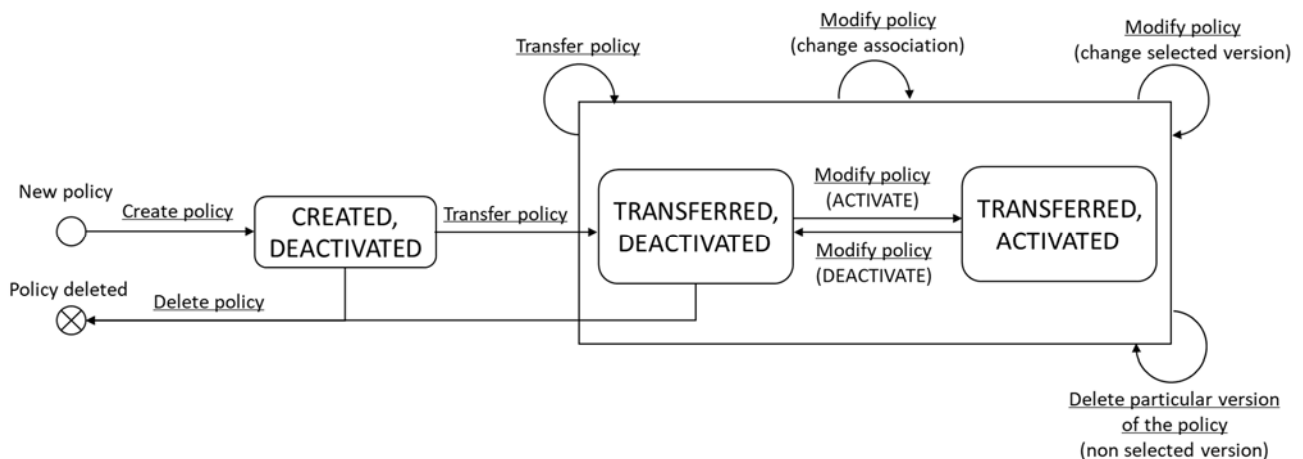 Modify policy
(change association)
Modify policy
(change selected version)
Transfer policy
New policy
Create policy
CREATED,
DEACTIVATED
Transfer policy
TRANSFERRED,
DEACTIVATED
Modify policy
(ACTIVATE)
Modify policy
(DEACTIVATE)
TRANSFERRED,
ACTIVATED
Policy deleted
Delete policy
Delete particular version
of the policy
(non selected version)